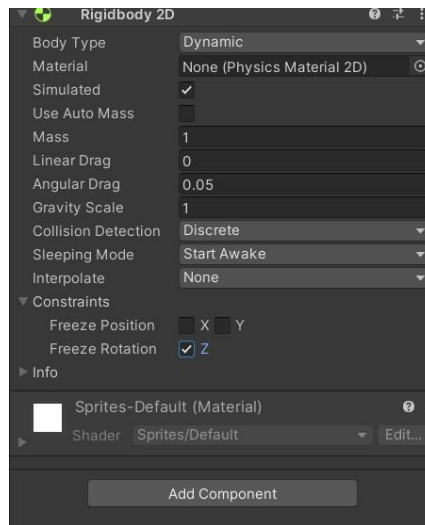 Rigidbody 2D
Body Type Dynamic
Material None (Physics Material 2D)
Simulated
Use Auto Mass
Mass 1
Linear Drag 0
Angular Drag 0.05
Gravity Scale 1
Collision Detection Discrete
Sleeping Mode Start Awake
Interpolate None
Constraints
Freeze Position X Y
Freeze Rotation Z
Info
Sprites-Default (Material)
Shader Sprites/Default Edit...
Add Component